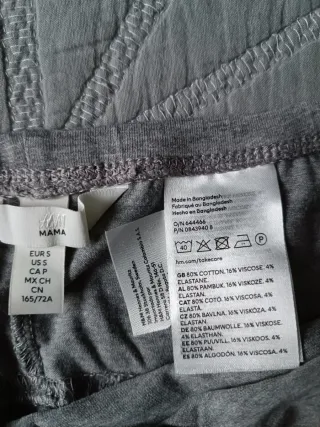 H&M
MAMA
EUR S
US S
CA P
MX CH
CN
165/72A
Made in Bangladesh
Fabriqué au Bangladesh
Hecho en Bangladesh
O/N 644466
P/N 0843940 B
40
P
hm.com/takecare
GB 80% COTTON, 16% VISCOSE, 4%
ELASTANE.
AL 80% PAMBUK, 16% VISKOZË, 4%
ELASTAN.
CAT 80% COTÓ, 16% VISCOSA, 4%
ELASTÀ.
CZ 80% BAVLNA, 16% VISKÓZA, 4%
ELASTHAN.
DE 80% BAUMWOLLE, 16% VISKOSE, 4%
ELASTHAN.
EE 80% PUUVILL, 16% VISKOOS, 4%
ELASTAAN.
ES 80% ALGODÓN, 16% VISCOSA, 4%